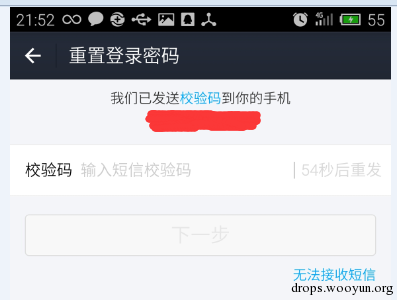 21:52 4G 55
重置登录密码
我们已发送校验码到你的手机
校验码 输入短信校验码 54秒后重发
下一步
无法接收短信
drops.wooyun.org